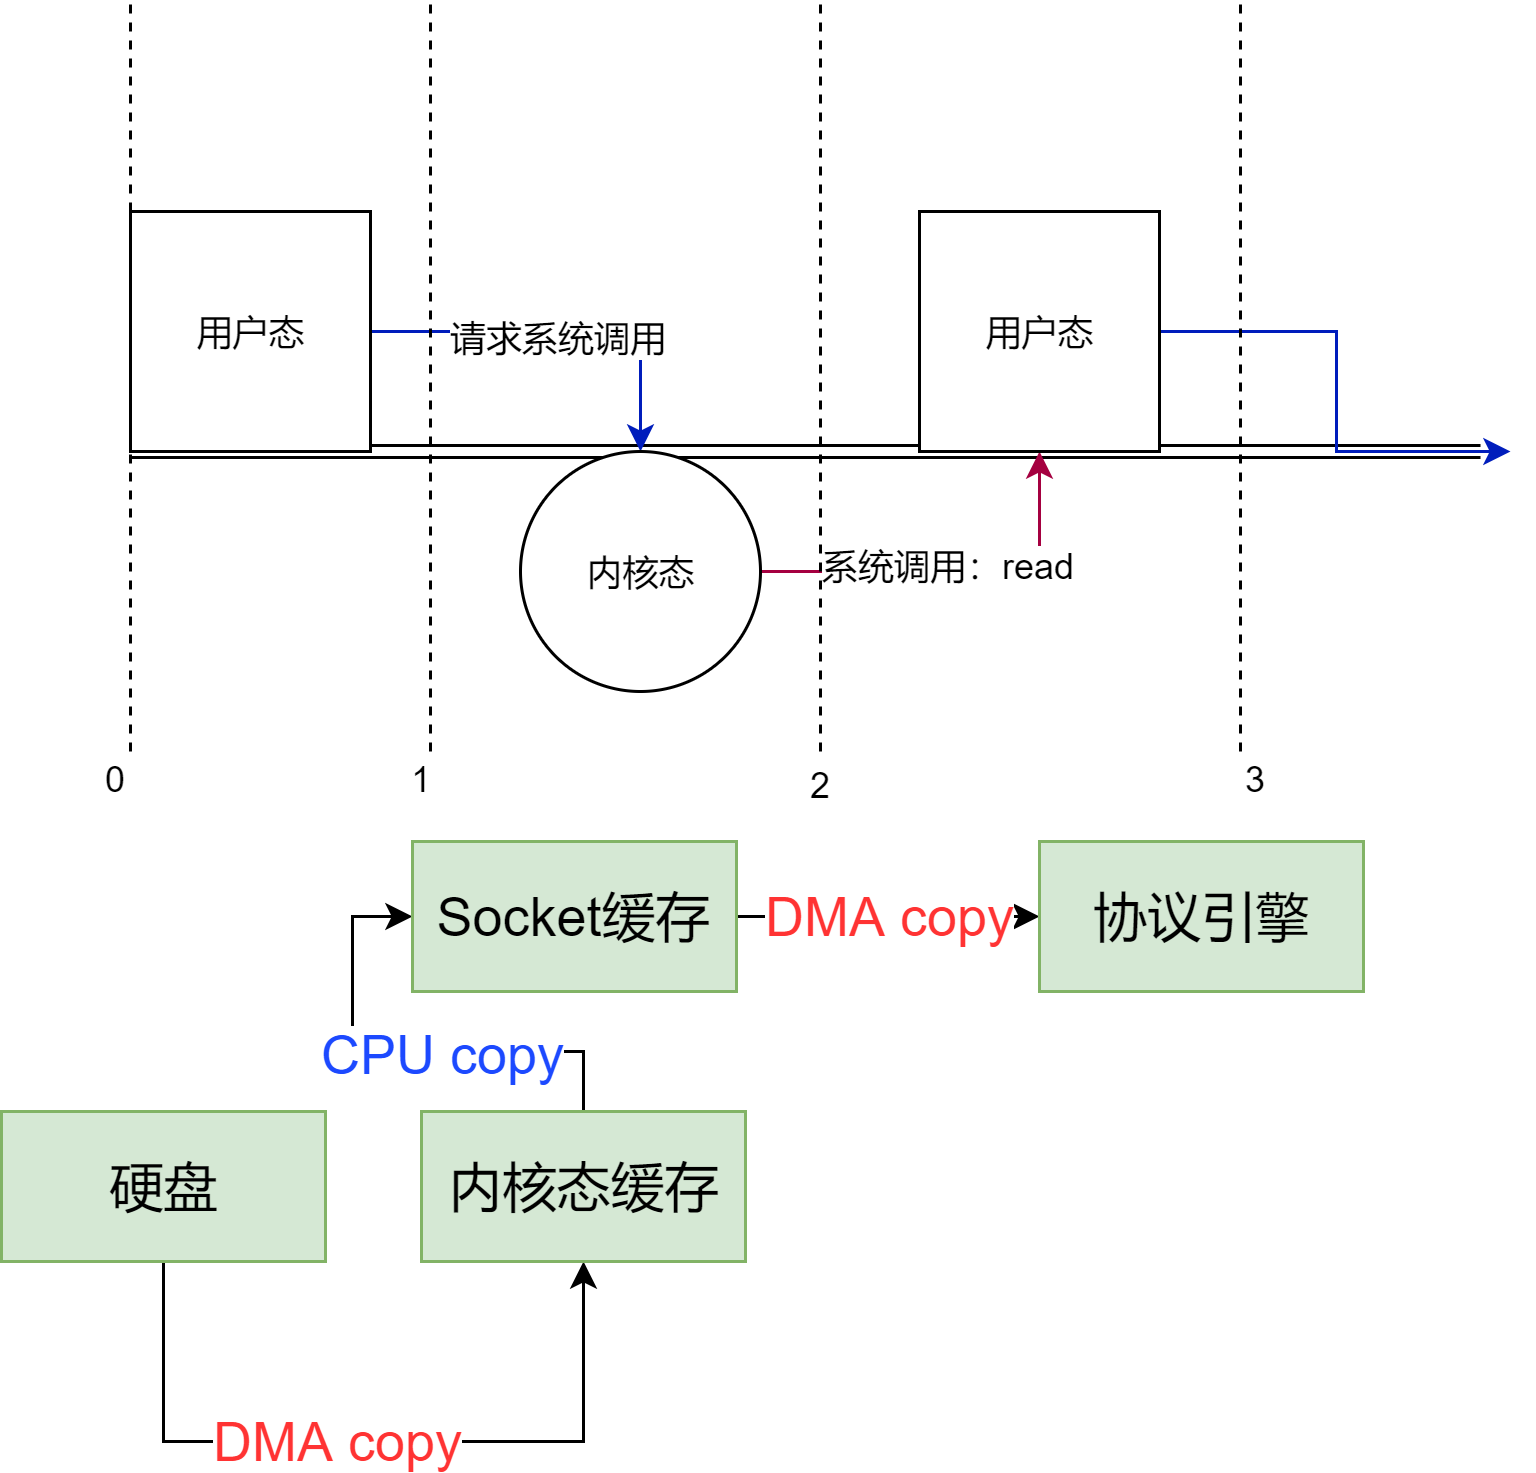 用户态
用户态
请求系统调用
内核态
系统调用：read
0
1
2
3
Socket缓存
DMA copy
协议引擎
CPU copy
硬盘
内核态缓存
DMA copy